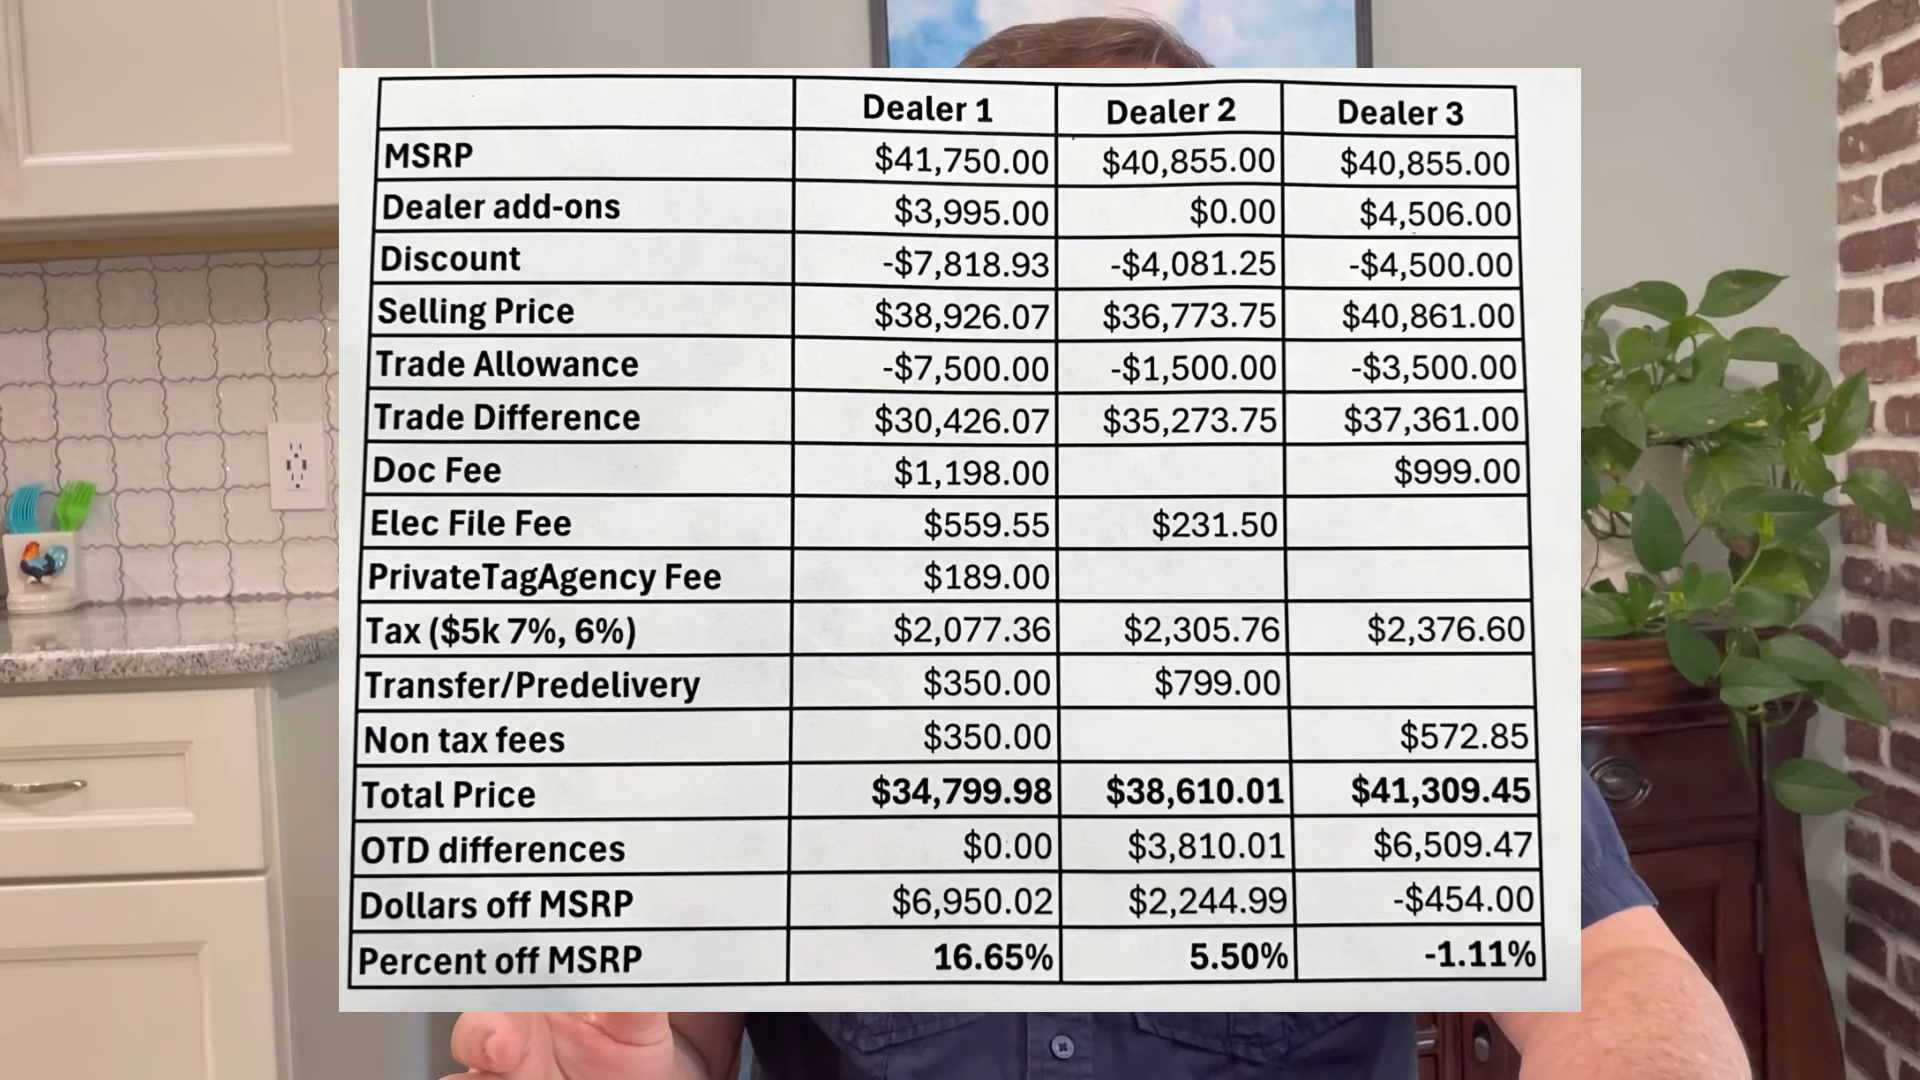 Dealer 1 Dealer 2 Dealer 3
MSRP $41,750.00 $40,855.00 $40,855.00
Dealer add-ons $3,995.00 $0.00 $4,506.00
Discount -$7,818.93 -$4,081.25 -$4,500.00
Selling Price $38,926.07 $36,773.75 $40,861.00
Trade Allowance -$7,500.00 -$1,500.00 -$3,500.00
Trade Difference $30,426.07 $35,273.75 $37,361.00
Doc Fee $1,198.00 $999.00
Elec File Fee $559.55 $231.50
PrivateTagAgency Fee $189.00
Tax ($5k 7%, 6%) $2,077.36 $2,305.76 $2,376.60
Transfer/Predelivery $350.00 $799.00
Non tax fees $350.00 $572.85
Total Price $34,799.98 $38,610.01 $41,309.45
OTD differences $0.00 $3,810.01 $6,509.47
Dollars off MSRP $6,950.02 $2,244.99 -$454.00
Percent off MSRP 16.65% 5.50% -1.11%